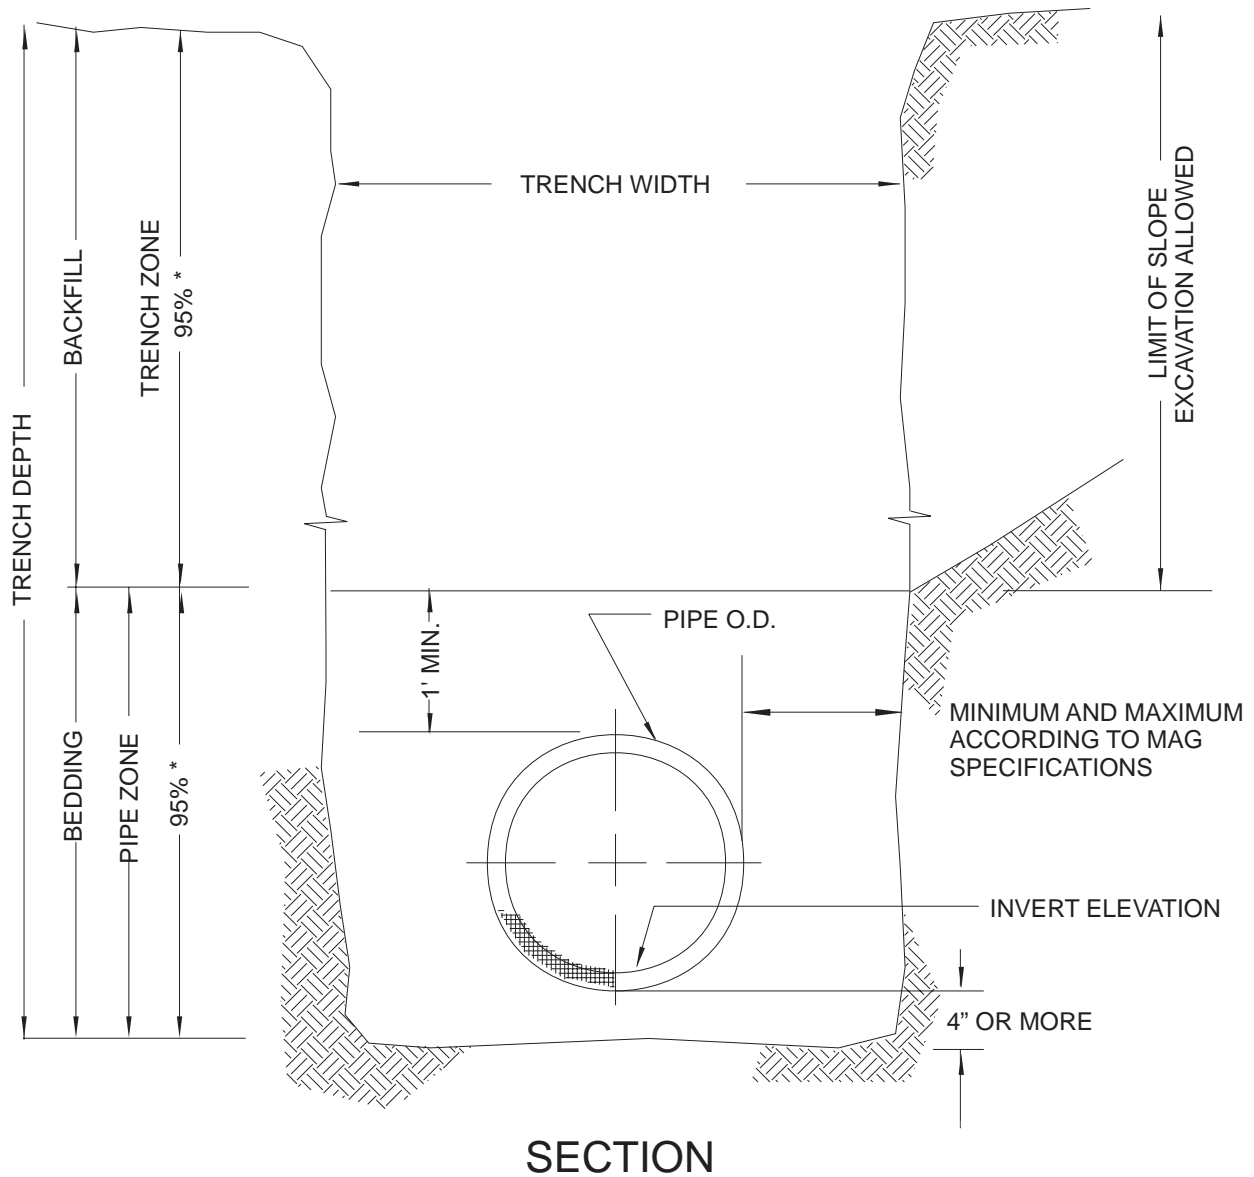 TRENCH WIDTH
TRENCH DEPTH
BACKFILL
TRENCH ZONE
95% *
LIMIT OF SLOPE
EXCAVATION ALLOWED
1' MIN.
PIPE O.D.
BEDDING
PIPE ZONE
95% *
MINIMUM AND MAXIMUM
ACCORDING TO MAG
SPECIFICATIONS
INVERT ELEVATION
4” OR MORE
SECTION